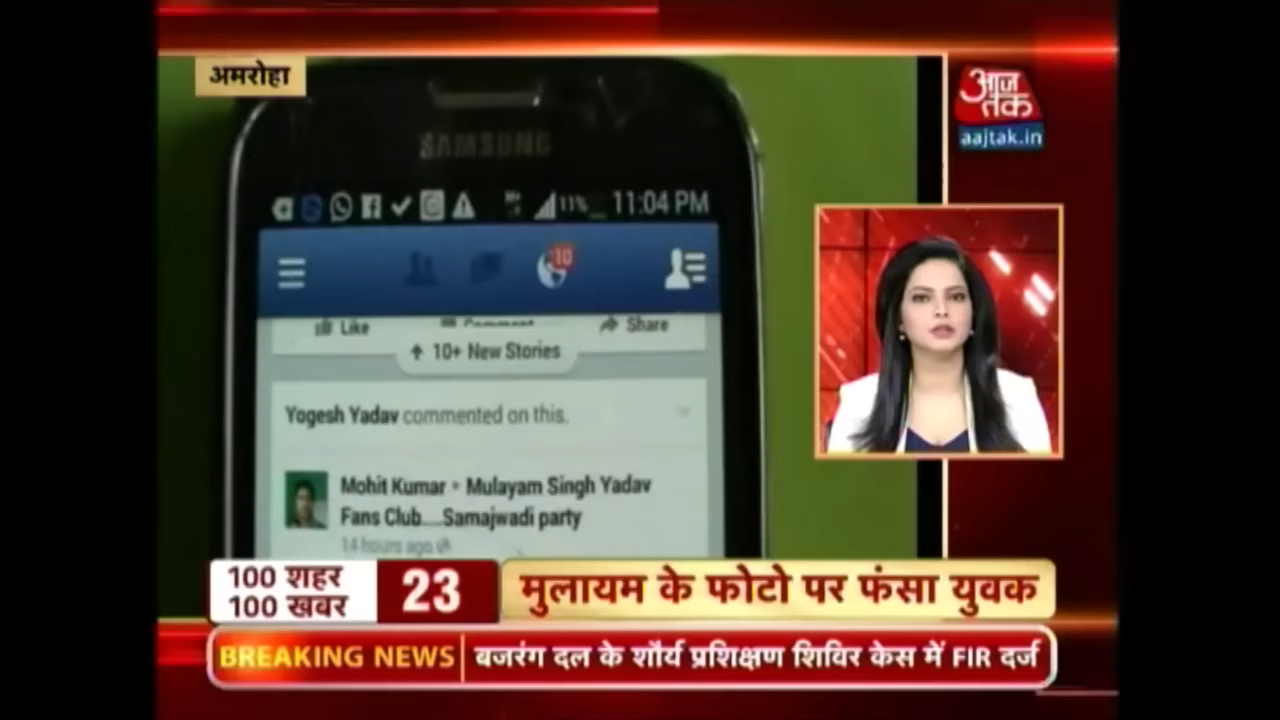 अमरोहा
आज
तक
aajtak.in
SAMSUNG
11% 11:04 PM
10
Like Comment Share
10+ New Stories
Yogesh Yadav commented on this.
Mohit Kumar ▸ Mulayam Singh Yadav
Fans Club....Samajwadi party
14 hours ago
100 शहर
100 खबर
23
मुलायम के फोटो पर फंसा युवक
BREAKING NEWS
बजरंग दल के शौर्य प्रशिक्षण शिविर केस में FIR दर्ज